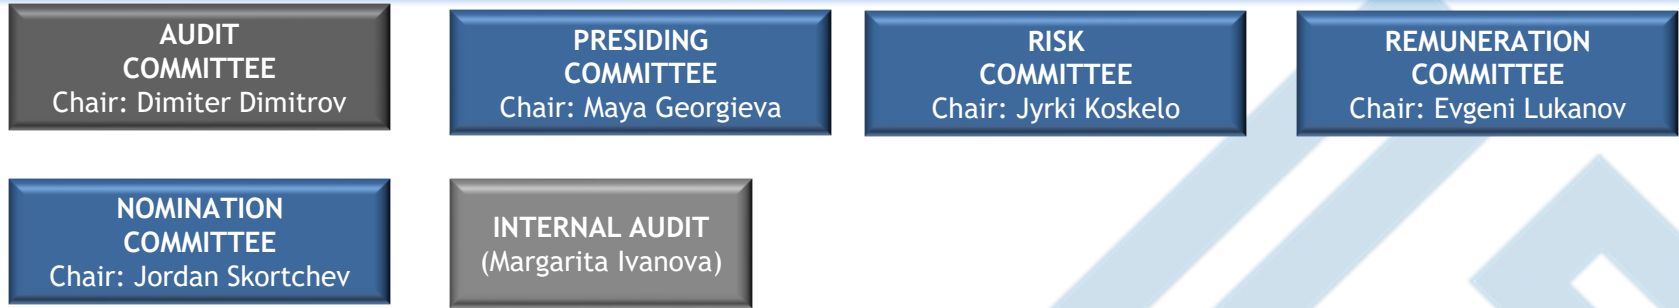 AUDIT
COMMITTEE
Chair: Dimiter Dimitrov
PRESIDING
COMMITTEE
Chair: Maya Georgieva
RISK
COMMITTEE
Chair: Jyrki Koskelo
REMUNERATION
COMMITTEE
Chair: Evgeni Lukanov
NOMINATION
COMMITTEE
Chair: Jordan Skortchev
INTERNAL AUDIT
(Margarita Ivanova)